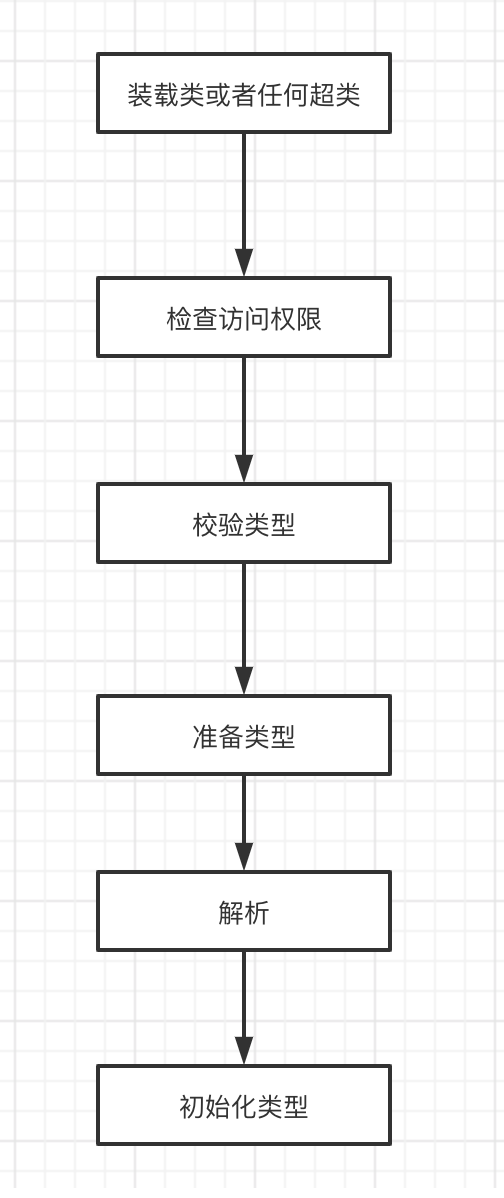 装载类或者任何超类
检查访问权限
校验类型
准备类型
解析
初始化类型